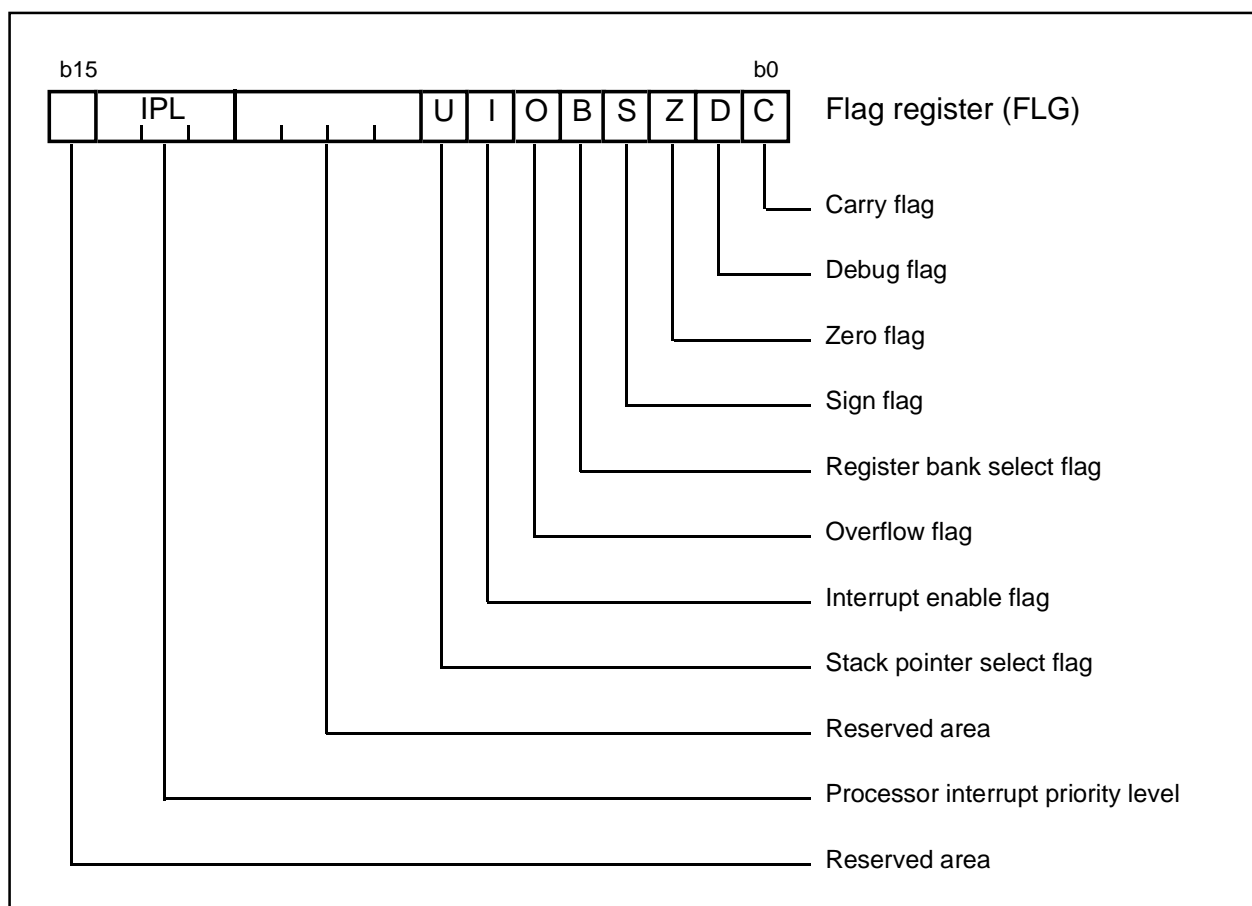 b15 b0
IPL U I O B S Z D C Flag register (FLG)
Carry flag
Debug flag
Zero flag
Sign flag
Register bank select flag
Overflow flag
Interrupt enable flag
Stack pointer select flag
Reserved area
Processor interrupt priority level
Reserved area